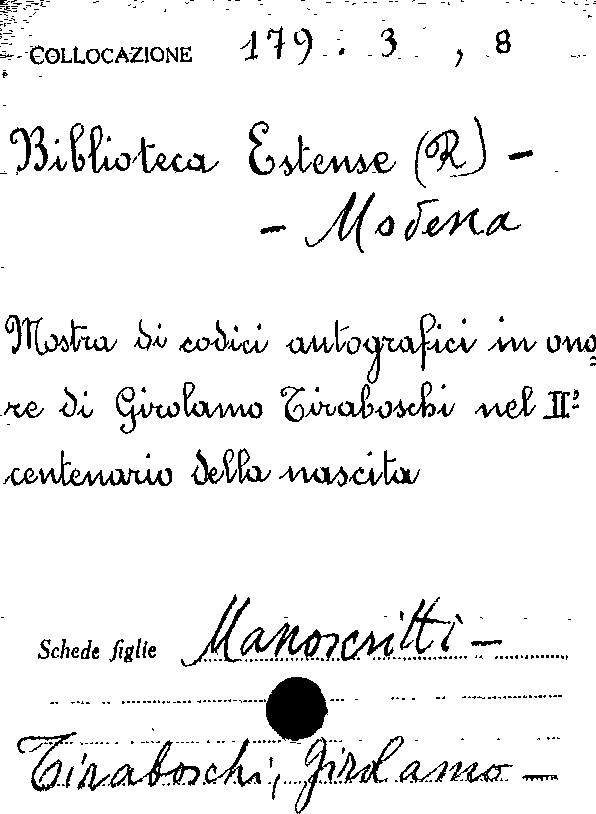 COLLOCAZIONE 179 . 3 , 8
Biblioteca Estense (R) -
- Modena
Mostra di codici autografici in ono
re di Girolamo Tiraboschi nel IIº
centenario della nascita
Schede figlie Manoscritti -
Tiraboschi, Girolamo -